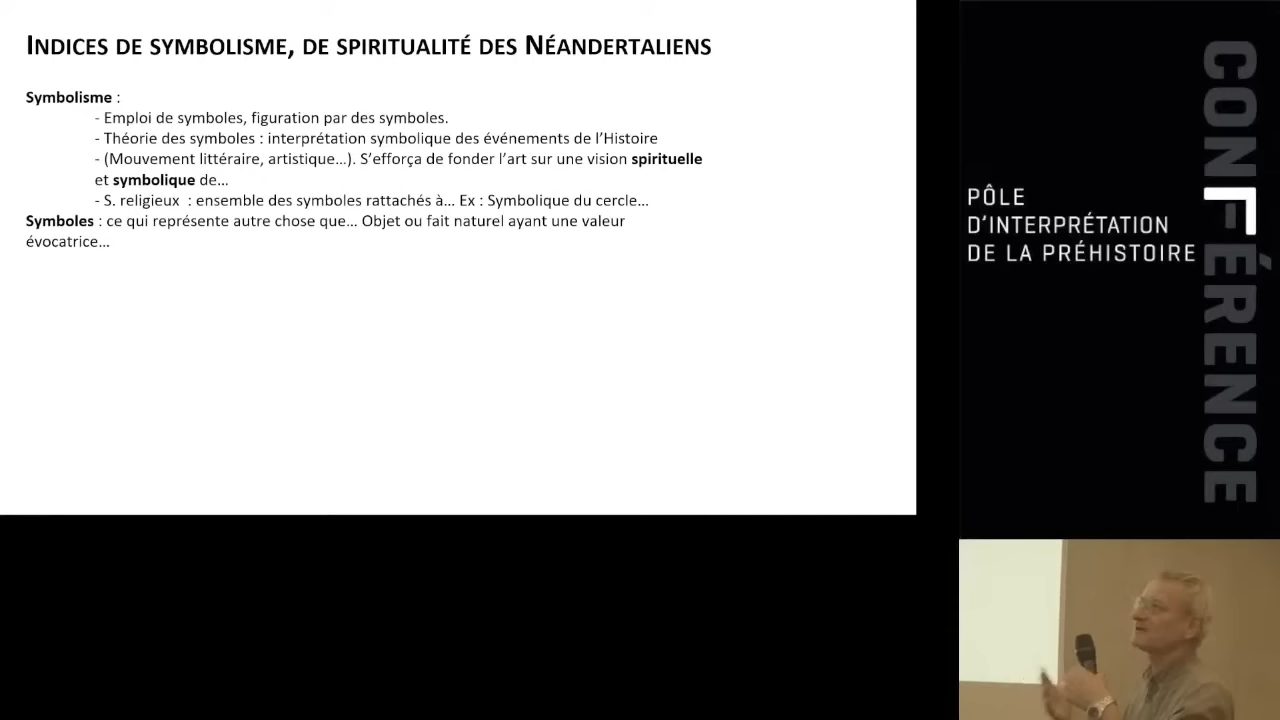 INDICES DE SYMBOLISME, DE SPIRITUALITÉ DES NÉANDERTALIENS
Symbolisme :
- Emploi de symboles, figuration par des symboles.
- Théorie des symboles : interprétation symbolique des événements de l’Histoire
- (Mouvement littéraire, artistique…). S’efforça de fonder l’art sur une vision spirituelle
et symbolique de…
- S. religieux : ensemble des symboles rattachés à… Ex : Symbolique du cercle…
Symboles : ce qui représente autre chose que… Objet ou fait naturel ayant une valeur
évocatrice…
PÔLE
D’INTERPRÉTATION
DE LA PRÉHISTOIRE
CONFÉRENCE